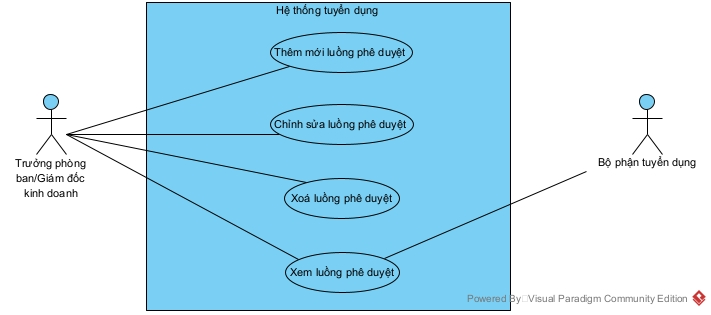 Hệ thống tuyển dụng
Thêm mới luồng phê duyệt
Chỉnh sửa luồng phê duyệt
Trưởng phòng
ban/Giám đốc
kinh doanh
Bộ phận tuyển dụng
Xoá luồng phê duyệt
Xem luồng phê duyệt
Powered By Visual Paradigm Community Edition